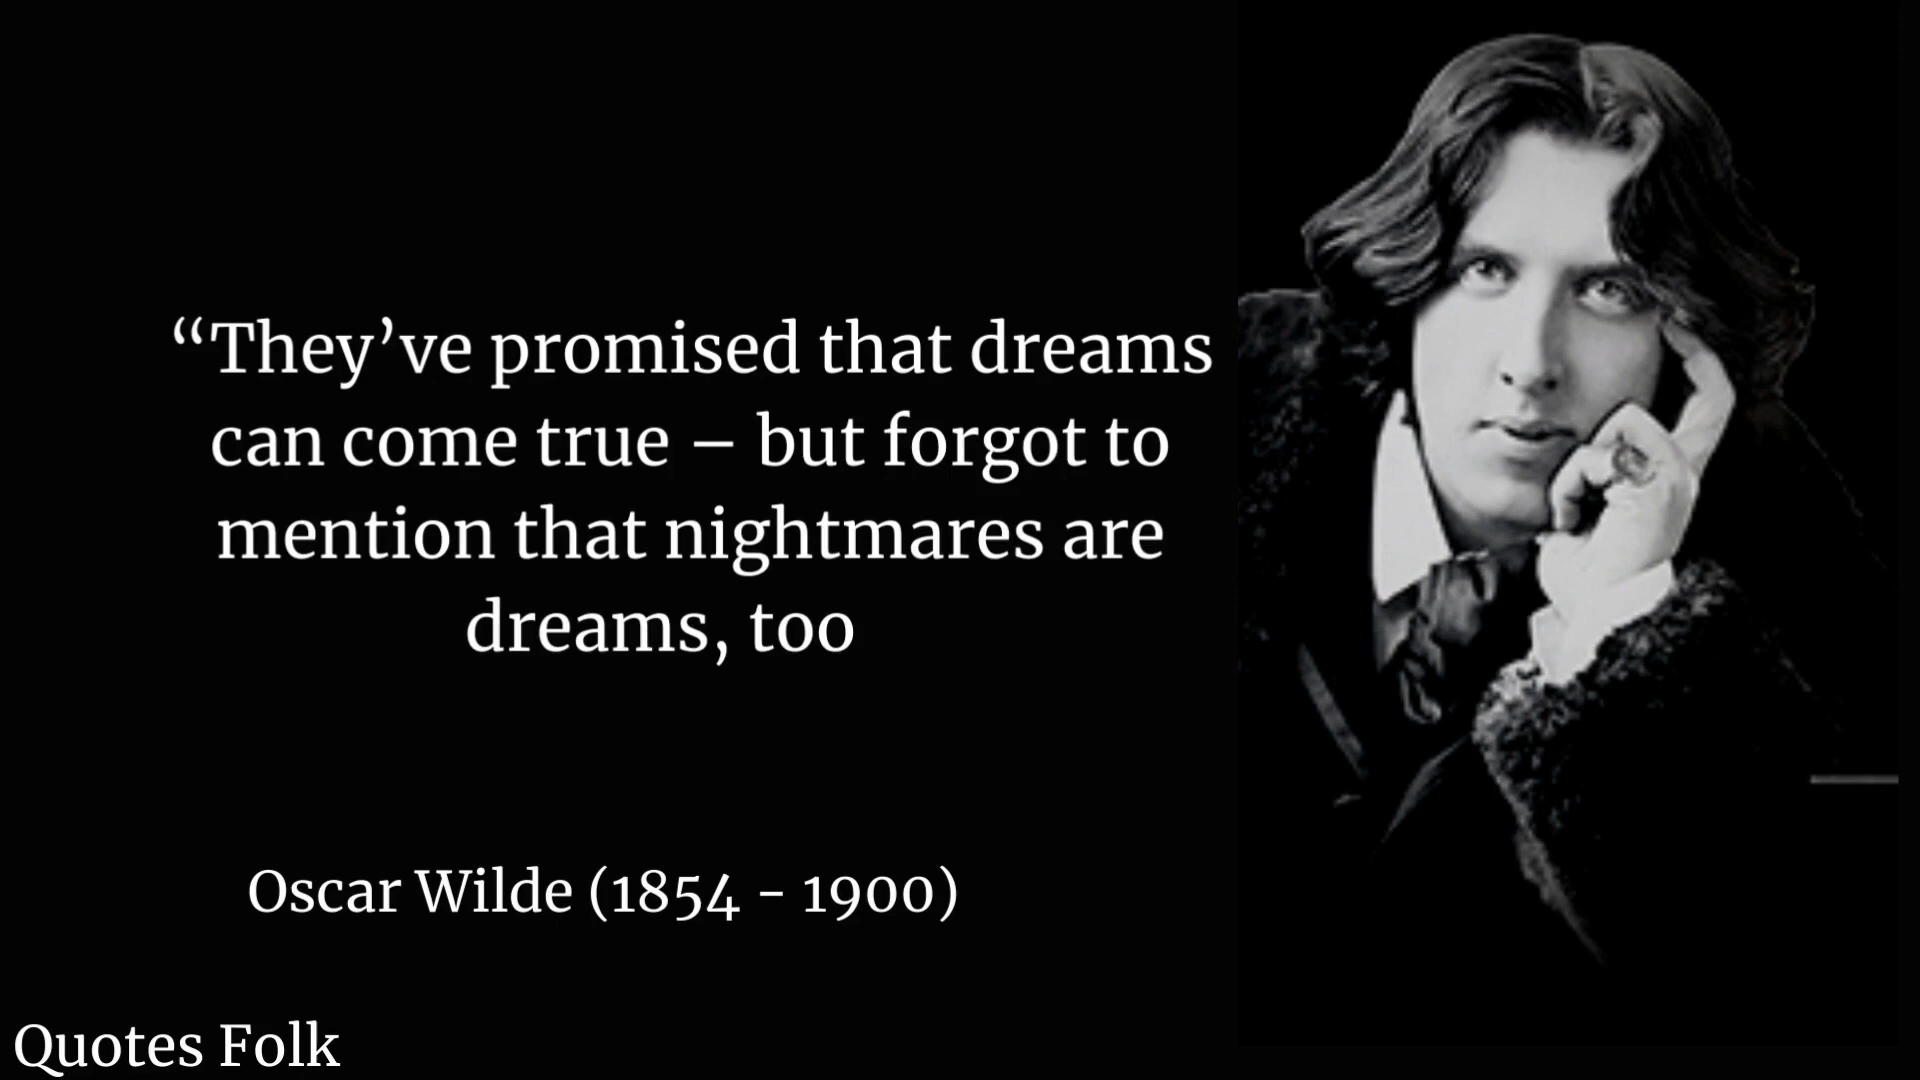 “They’ve promised that dreams
can come true – but forgot to
mention that nightmares are
dreams, too
Oscar Wilde (1854 - 1900)
Quotes Folk